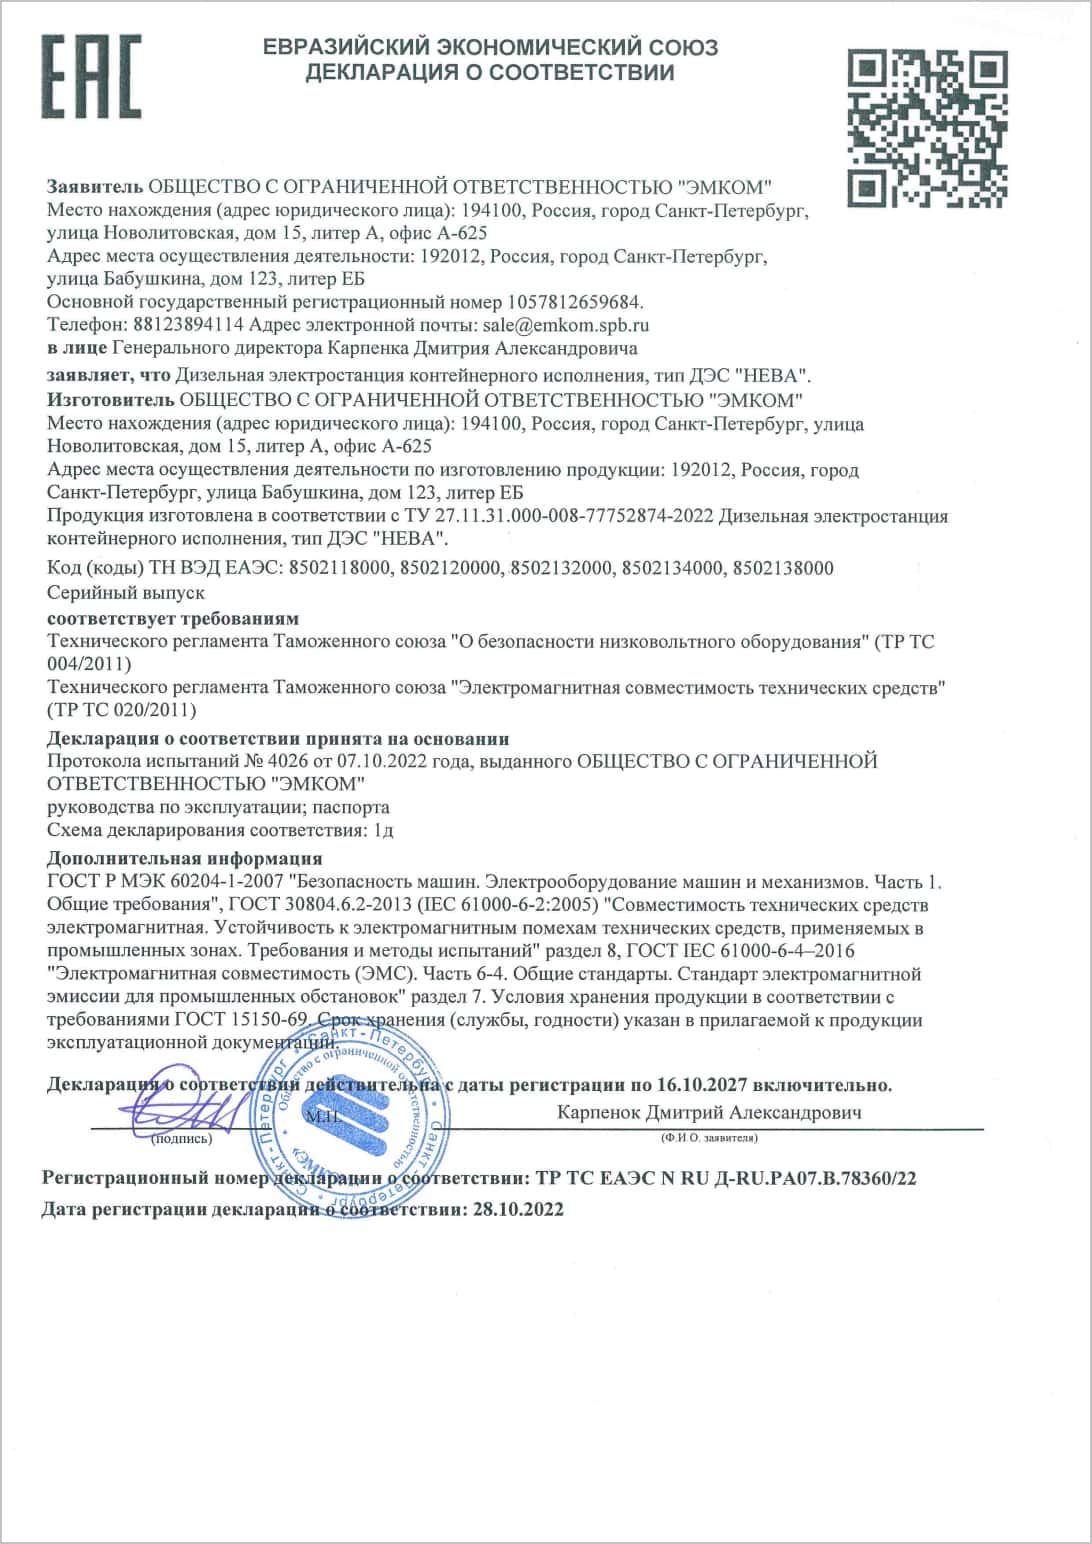 ЕАС
ЕВРАЗИЙСКИЙ ЭКОНОМИЧЕСКИЙ СОЮЗ
ДЕКЛАРАЦИЯ О СООТВЕТСТВИИ
Заявитель ОБЩЕСТВО С ОГРАНИЧЕННОЙ ОТВЕТСТВЕННОСТЬЮ "ЭМКОМ"
Место нахождения (адрес юридического лица): 194100, Россия, город Санкт-Петербург,
улица Новолитовская, дом 15, литер А, офис А-625
Адрес места осуществления деятельности: 192012, Россия, город Санкт-Петербург,
улица Бабушкина, дом 123, литер ЕБ
Основной государственный регистрационный номер 1057812659684.
Телефон: 88123894114 Адрес электронной почты: sale@emkom.spb.ru
в лице Генерального директора Карпенка Дмитрия Александровича
заявляет, что Дизельная электростанция контейнерного исполнения, тип ДЭС "НЕВА".
Изготовитель ОБЩЕСТВО С ОГРАНИЧЕННОЙ ОТВЕТСТВЕННОСТЬЮ "ЭМКОМ"
Место нахождения (адрес юридического лица): 194100, Россия, город Санкт-Петербург, улица
Новолитовская, дом 15, литер А, офис А-625
Адрес места осуществления деятельности по изготовлению продукции: 192012, Россия, город
Санкт-Петербург, улица Бабушкина, дом 123, литер ЕБ
Продукция изготовлена в соответствии с ТУ 27.11.31.000-008-77752874-2022 Дизельная электростанция
контейнерного исполнения, тип ДЭС "НЕВА".
Код (коды) ТН ВЭД ЕАЭС: 8502118000, 8502120000, 8502132000, 8502134000, 8502138000
Серийный выпуск
соответствует требованиям
Технического регламента Таможенного союза "О безопасности низковольтного оборудования" (ТР ТС
004/2011)
Технического регламента Таможенного союза "Электромагнитная совместимость технических средств"
(ТР ТС 020/2011)
Декларация о соответствии принята на основании
Протокола испытаний № 4026 от 07.10.2022 года, выданного ОБЩЕСТВО С ОГРАНИЧЕННОЙ
ОТВЕТСТВЕННОСТЬЮ "ЭМКОМ"
руководства по эксплуатации; паспорта
Схема декларирования соответствия: 1д
Дополнительная информация
ГОСТ Р МЭК 60204-1-2007 "Безопасность машин. Электрооборудование машин и механизмов. Часть 1.
Общие требования", ГОСТ 30804.6.2-2013 (IEC 61000-6-2:2005) "Совместимость технических средств
электромагнитная. Устойчивость к электромагнитным помехам технических средств, применяемых в
промышленных зонах. Требования и методы испытаний" раздел 8, ГОСТ IEC 61000-6-4–2016
"Электромагнитная совместимость (ЭМС). Часть 6-4. Общие стандарты. Стандарт электромагнитной
эмиссии для промышленных обстановок" раздел 7. Условия хранения продукции в соответствии с
требованиями ГОСТ 15150-69. Срок хранения (службы, годности) указан в прилагаемой к продукции
эксплуатационной документации.
Декларация о соответствии действительна с даты регистрации по 16.10.2027 включительно.
М.П.
Карпенок Дмитрий Александрович
(подпись)
(Ф.И.О. заявителя)
Санкт-Петербург * Санкт-Петербург * Санкт-Петербург *
Общество с ограниченной ответственностью
«ЭМКОМ»
Регистрационный номер декларации о соответствии: ТР ТС ЕАЭС N RU Д-RU.РА07.В.78360/22
Дата регистрации декларации о соответствии: 28.10.2022